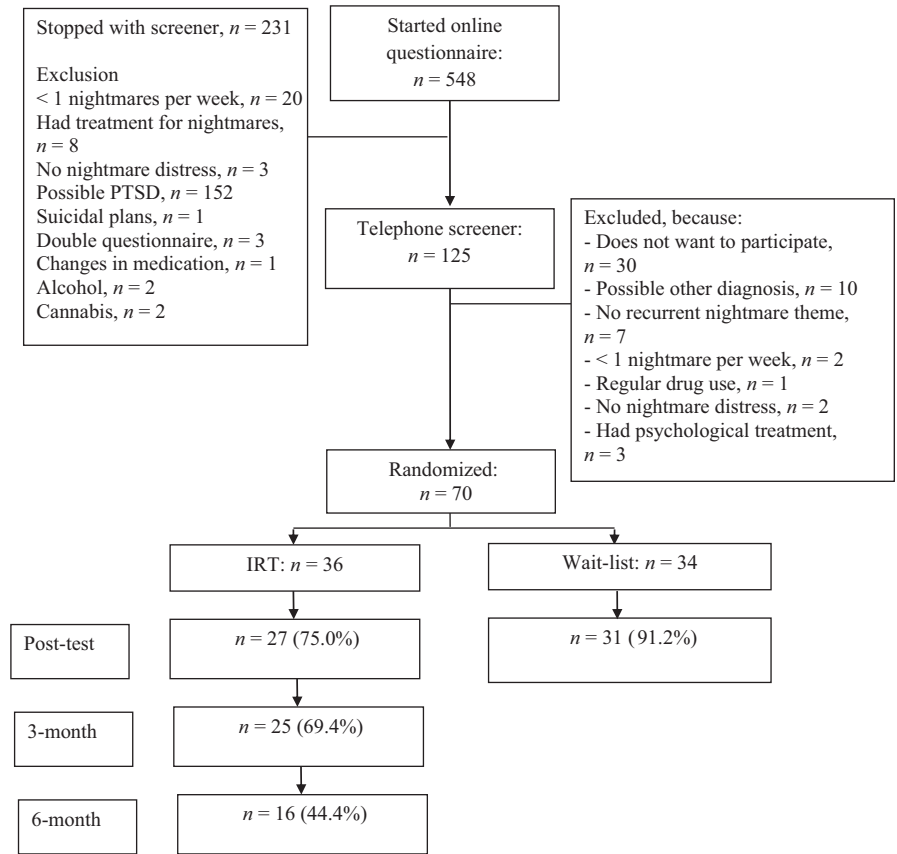 Stopped with screener, n = 231
Exclusion
< 1 nightmares per week, n = 20
Had treatment for nightmares,
n = 8
No nightmare distress, n = 3
Possible PTSD, n = 152
Suicidal plans, n = 1
Double questionnaire, n = 3
Changes in medication, n = 1
Alcohol, n = 2
Cannabis, n = 2
Started online
questionnaire:
n = 548
Telephone screener:
n = 125
Excluded, because:
- Does not want to participate,
n = 30
- Possible other diagnosis, n = 10
- No recurrent nightmare theme,
n = 7
- < 1 nightmare per week, n = 2
- Regular drug use, n = 1
- No nightmare distress, n = 2
- Had psychological treatment,
n = 3
Randomized:
n = 70
IRT: n = 36
Wait-list: n = 34
Post-test
n = 27 (75.0%)
n = 31 (91.2%)
3-month
n = 25 (69.4%)
6-month
n = 16 (44.4%)